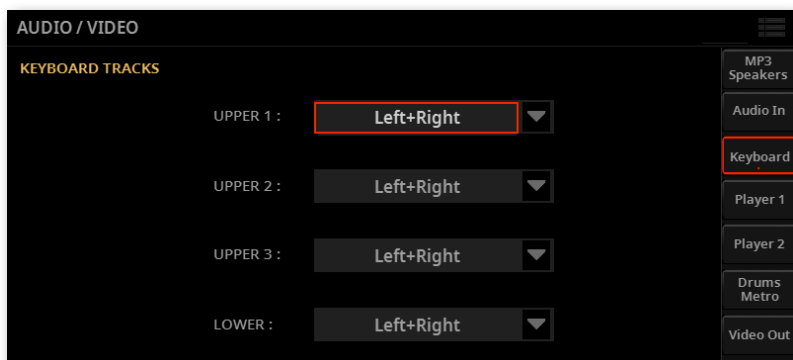 AUDIO / VIDEO
KEYBOARD TRACKS
UPPER 1 :
Left+Right
UPPER 2 :
Left+Right
UPPER 3 :
Left+Right
LOWER :
Left+Right
MP3
Speakers
Audio In
Keyboard
Player 1
Player 2
Drums
Metro
Video Out